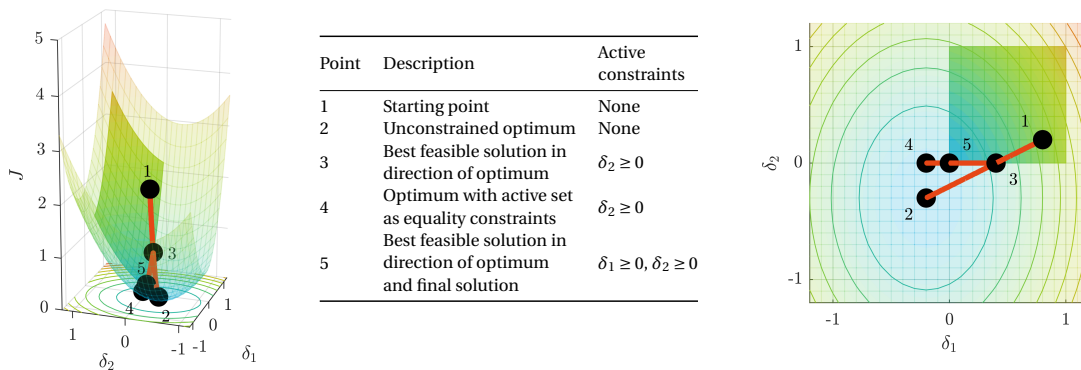 5
4
3
2
1
0
J
1
3
5
4
2
1
0
-1
δ2
-1
0
1
δ1
Point Description Active
constraints
1 Starting point None
2 Unconstrained optimum None
3 Best feasible solution in
direction of optimum δ2 ≥ 0
4 Optimum with active set
as equality constraints δ2 ≥ 0
5 Best feasible solution in
direction of optimum
and final solution δ1 ≥ 0, δ2 ≥ 0
1
0
-1
δ2
1
4
5
3
2
-1
0
1
δ1